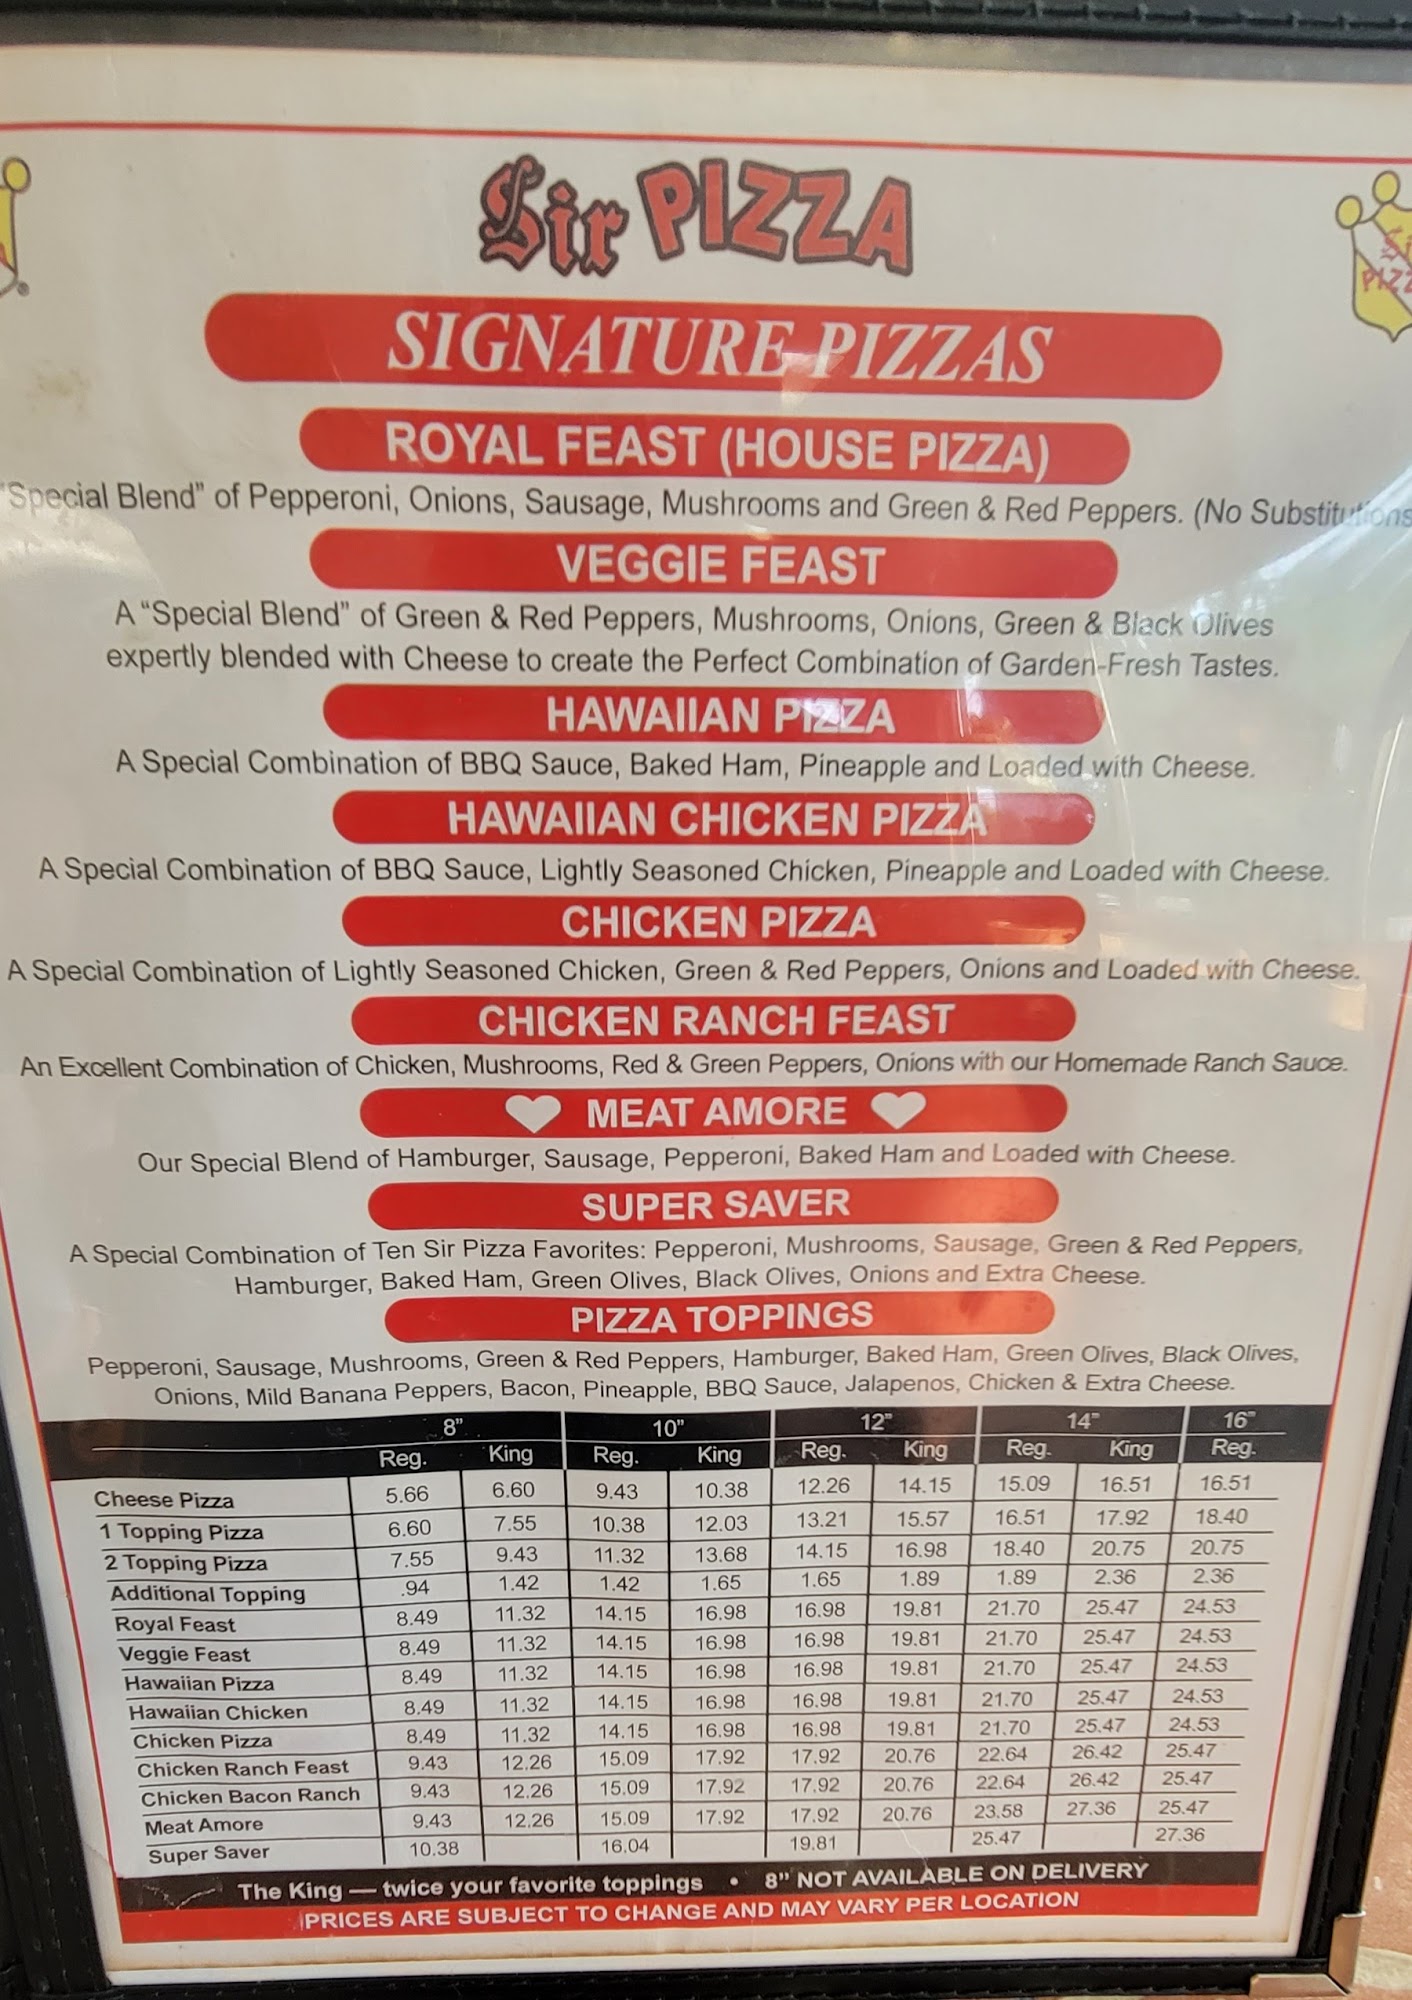 Sir PIZZA
Si
PIZZ
SIGNATURE PIZZAS
ROYAL FEAST (HOUSE PIZZA)
"Special Blend" of Pepperoni, Onions, Sausage, Mushrooms and Green & Red Peppers. (No Substitutions
VEGGIE FEAST
A "Special Blend" of Green & Red Peppers, Mushrooms, Onions, Green & Black Olives
expertly blended with Cheese to create the Perfect Combination of Garden-Fresh Tastes.
HAWAIIAN PIZZA
A Special Combination of BBQ Sauce, Baked Ham, Pineapple and Loaded with Cheese.
HAWAIIAN CHICKEN PIZZA
A Special Combination of BBQ Sauce, Lightly Seasoned Chicken, Pineapple and Loaded with Cheese.
CHICKEN PIZZA
A Special Combination of Lightly Seasoned Chicken, Green & Red Peppers, Onions and Loaded with Cheese.
CHICKEN RANCH FEAST
An Excellent Combination of Chicken, Mushrooms, Red & Green Peppers, Onions with our Homemade Ranch Sauce.
MEAT AMORE
Our Special Blend of Hamburger, Sausage, Pepperoni, Baked Ham and Loaded with Cheese.
SUPER SAVER
A Special Combination of Ten Sir Pizza Favorites: Pepperoni, Mushrooms, Sausage, Green & Red Peppers,
Hamburger, Baked Ham, Green Olives, Black Olives, Onions and Extra Cheese.
PIZZA TOPPINGS
Pepperoni, Sausage, Mushrooms, Green & Red Peppers, Hamburger, Baked Ham, Green Olives, Black Olives,
Onions, Mild Banana Peppers, Bacon, Pineapple, BBQ Sauce, Jalapenos, Chicken & Extra Cheese.
8" 10" 12" 14" 16"
Reg. King Reg. King Reg. King Reg. King Reg.
Cheese Pizza 5.66 6.60 9.43 10.38 12.26 14.15 15.09 16.51 16.51
1 Topping Pizza 6.60 7.55 10.38 12.03 13.21 15.57 16.51 17.92 18.40
2 Topping Pizza 7.55 9.43 11.32 13.68 14.15 16.98 18.40 20.75 20.75
Additional Topping .94 1.42 1.42 1.65 1.65 1.89 1.89 2.36 2.36
Royal Feast 8.49 11.32 14.15 16.98 16.98 19.81 21.70 25.47 24.53
Veggie Feast 8.49 11.32 14.15 16.98 16.98 19.81 21.70 25.47 24.53
Hawaiian Pizza 8.49 11.32 14.15 16.98 16.98 19.81 21.70 25.47 24.53
Hawaiian Chicken 8.49 11.32 14.15 16.98 16.98 19.81 21.70 25.47 24.53
Chicken Pizza 8.49 11.32 14.15 16.98 16.98 19.81 21.70 25.47 24.53
Chicken Ranch Feast 9.43 12.26 15.09 17.92 17.92 20.76 22.64 26.42 25.47
Chicken Bacon Ranch 9.43 12.26 15.09 17.92 17.92 20.76 22.64 26.42 25.47
Meat Amore 9.43 12.26 15.09 17.92 17.92 20.76 23.58 27.36 25.47
Super Saver 10.38 16.04 19.81 25.47 27.36
The King — twice your favorite toppings • 8" NOT AVAILABLE ON DELIVERY
PRICES ARE SUBJECT TO CHANGE AND MAY VARY PER LOCATION